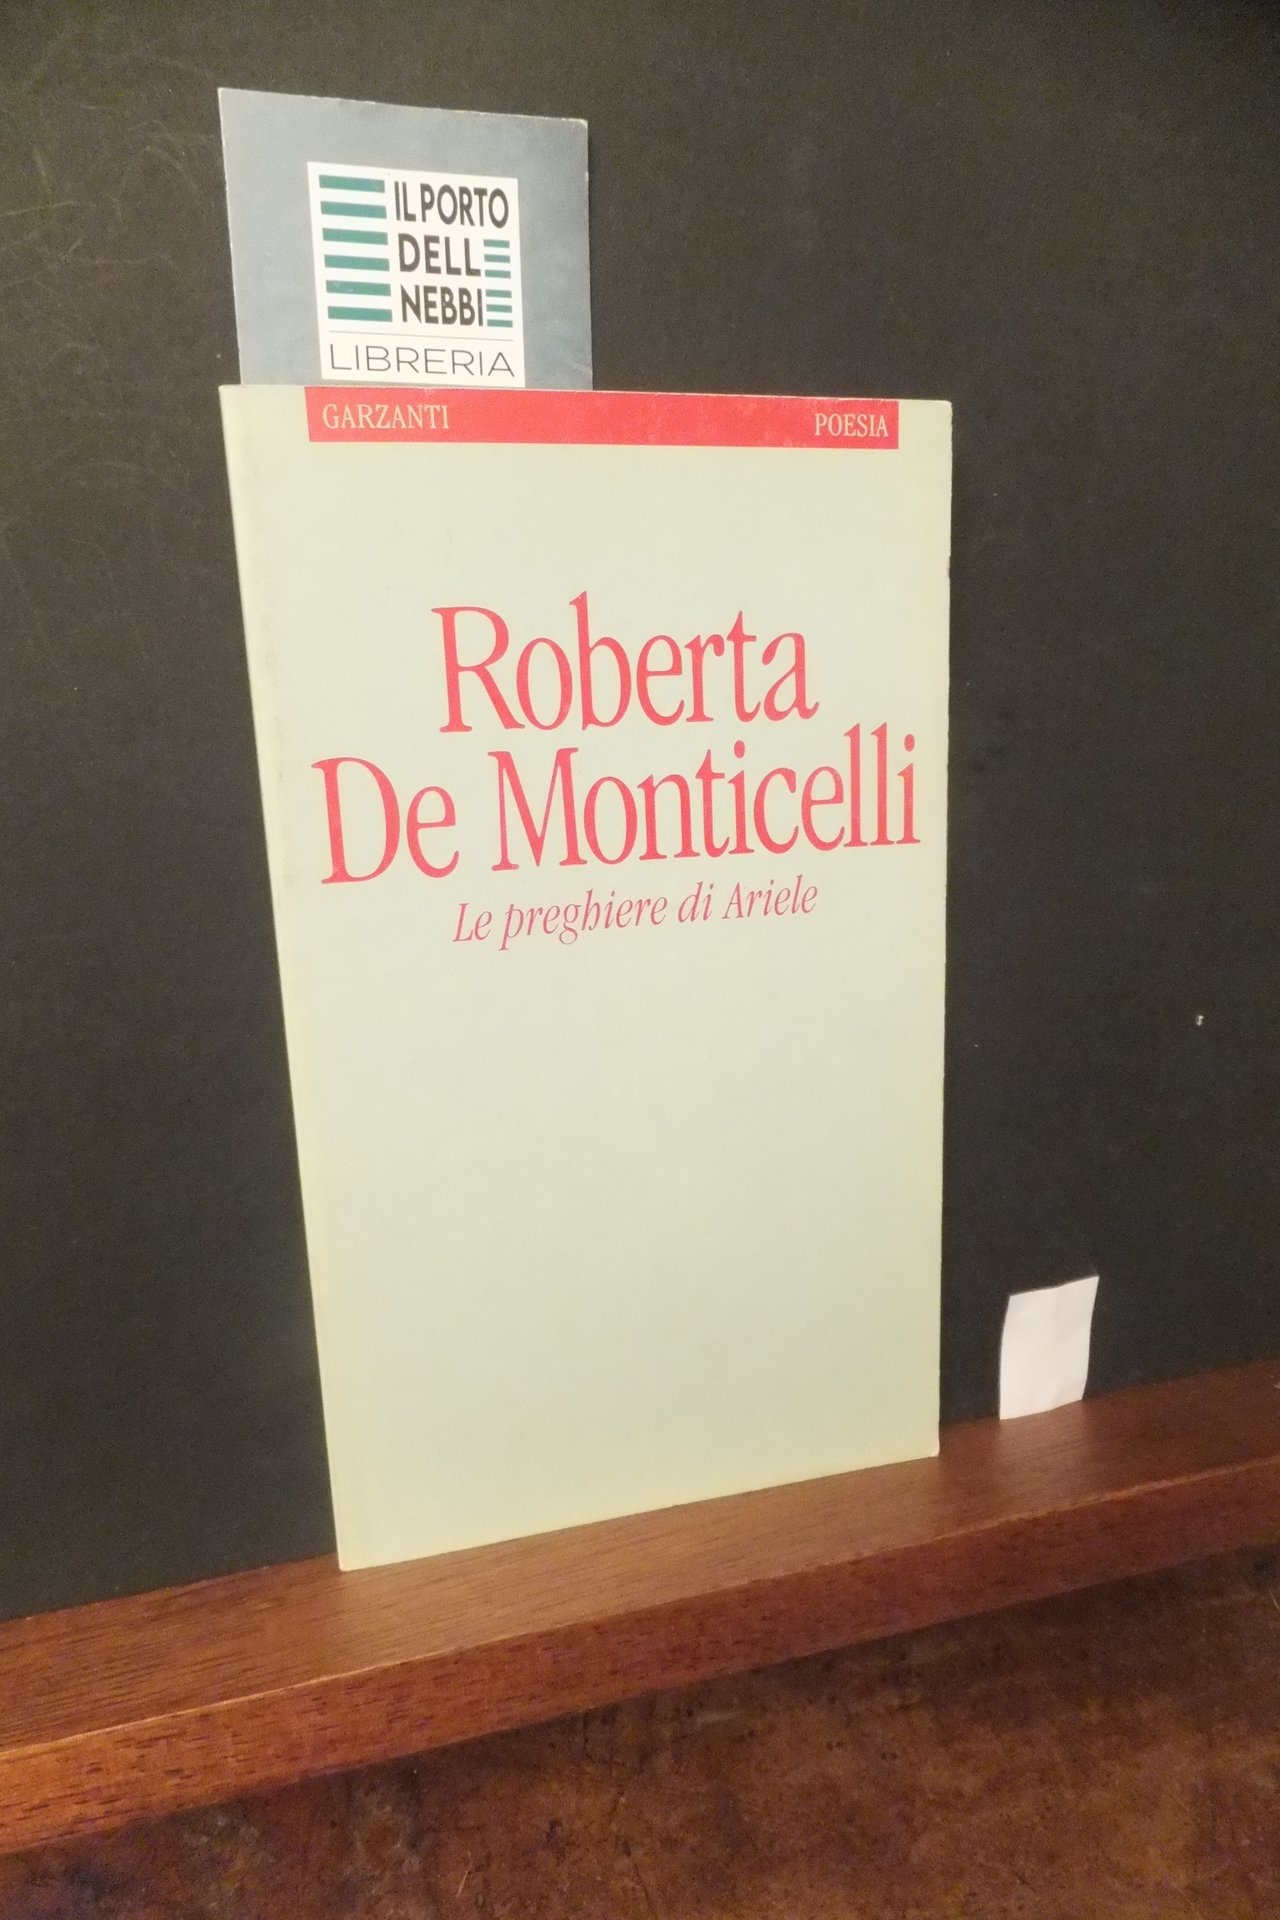 IL PORTO
DELLE
NEBBIE
LIBRERIA
GARZANTI POESIA
Roberta
De Monticelli
Le preghiere di Ariele